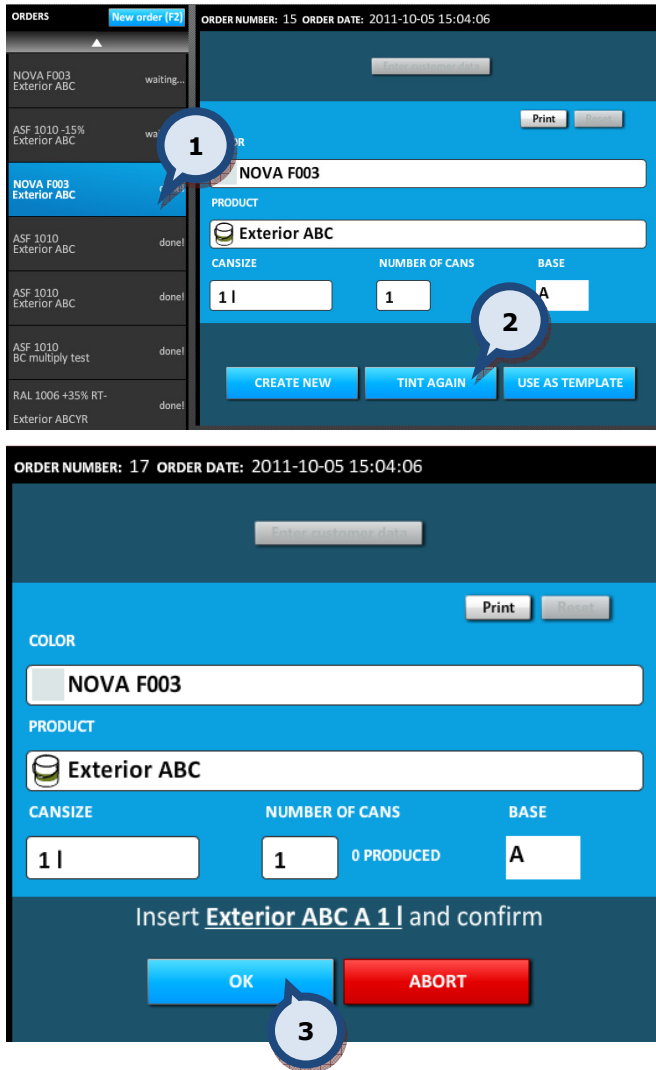 ORDERS
New order (F2)
ORDER NUMBER: 15 ORDER DATE: 2011-10-05 15:04:06
NOVA F003
Exterior ABC
waiting...
Enter customer data
ASF 1010 -15%
Exterior ABC
Print
Reset
1
NOVA F003
NOVA F003
Exterior ABC
PRODUCT
Exterior ABC
ASF 1010
Exterior ABC
done!
CANSIZE
NUMBER OF CANS
BASE
1 l
1
A
ASF 1010
Exterior ABC
done!
2
ASF 1010
BC multiply test
done!
CREATE NEW
TINT AGAIN
USE AS TEMPLATE
RAL 1006 +35% RT-
Exterior ABCYR
done!
ORDER NUMBER: 17 ORDER DATE: 2011-10-05 15:04:06
Enter customer data
Print
Reset
COLOR
NOVA F003
PRODUCT
Exterior ABC
CANSIZE
NUMBER OF CANS
BASE
1 l
1
0 PRODUCED
A
Insert Exterior ABC A 1 l and confirm
OK
ABORT
3